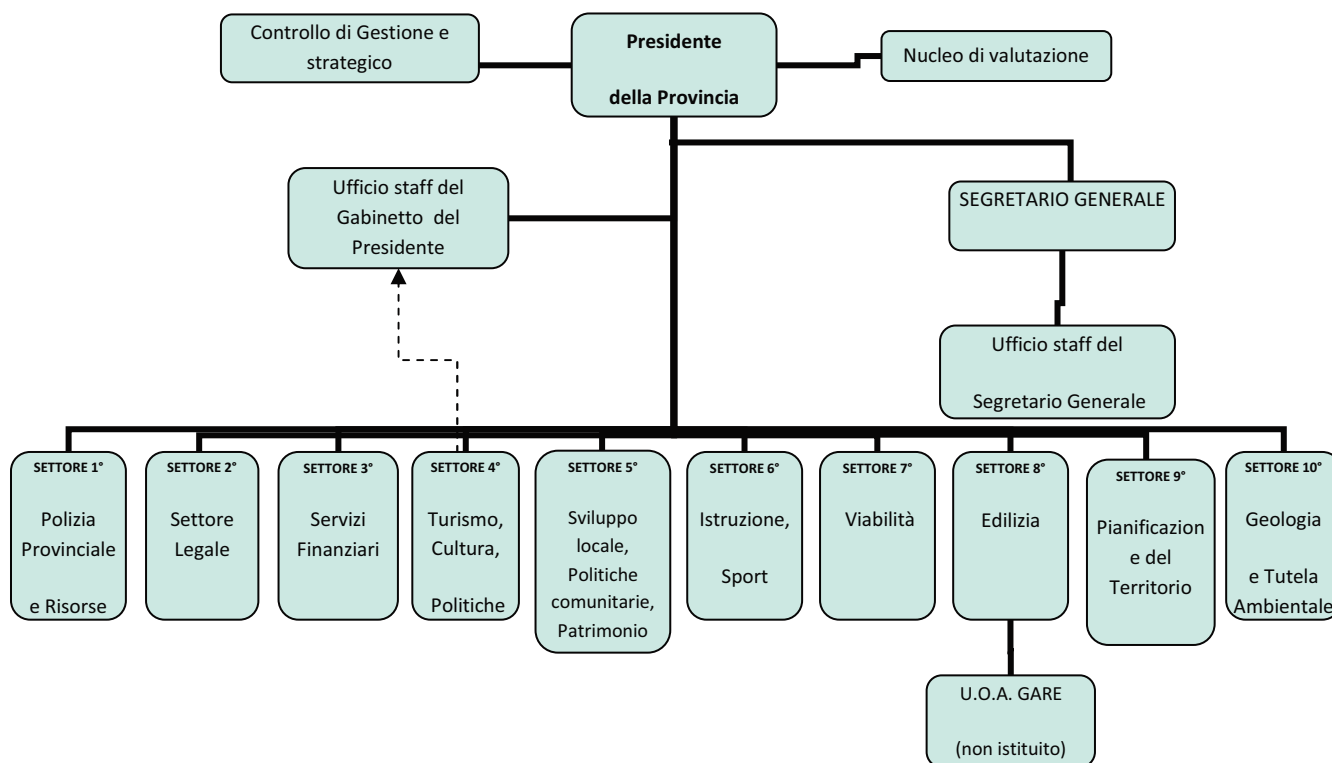 Controllo di Gestione e
strategico
Presidente
della Provincia
Nucleo di valutazione
Ufficio staff del
Gabinetto del
Presidente
SEGRETARIO GENERALE
Ufficio staff del
Segretario Generale
SETTORE 1°
Polizia
Provinciale
e Risorse
SETTORE 2°
Settore
Legale
SETTORE 3°
Servizi
Finanziari
SETTORE 4°
Turismo,
Cultura,
Politiche
SETTORE 5°
Sviluppo
locale,
Politiche
comunitarie,
Patrimonio
SETTORE 6°
Istruzione,
Sport
SETTORE 7°
Viabilità
SETTORE 8°
Edilizia
SETTORE 9°
Pianificazion
e del
Territorio
SETTORE 10°
Geologia
e Tutela
Ambientale
U.O.A. GARE
(non istituito)